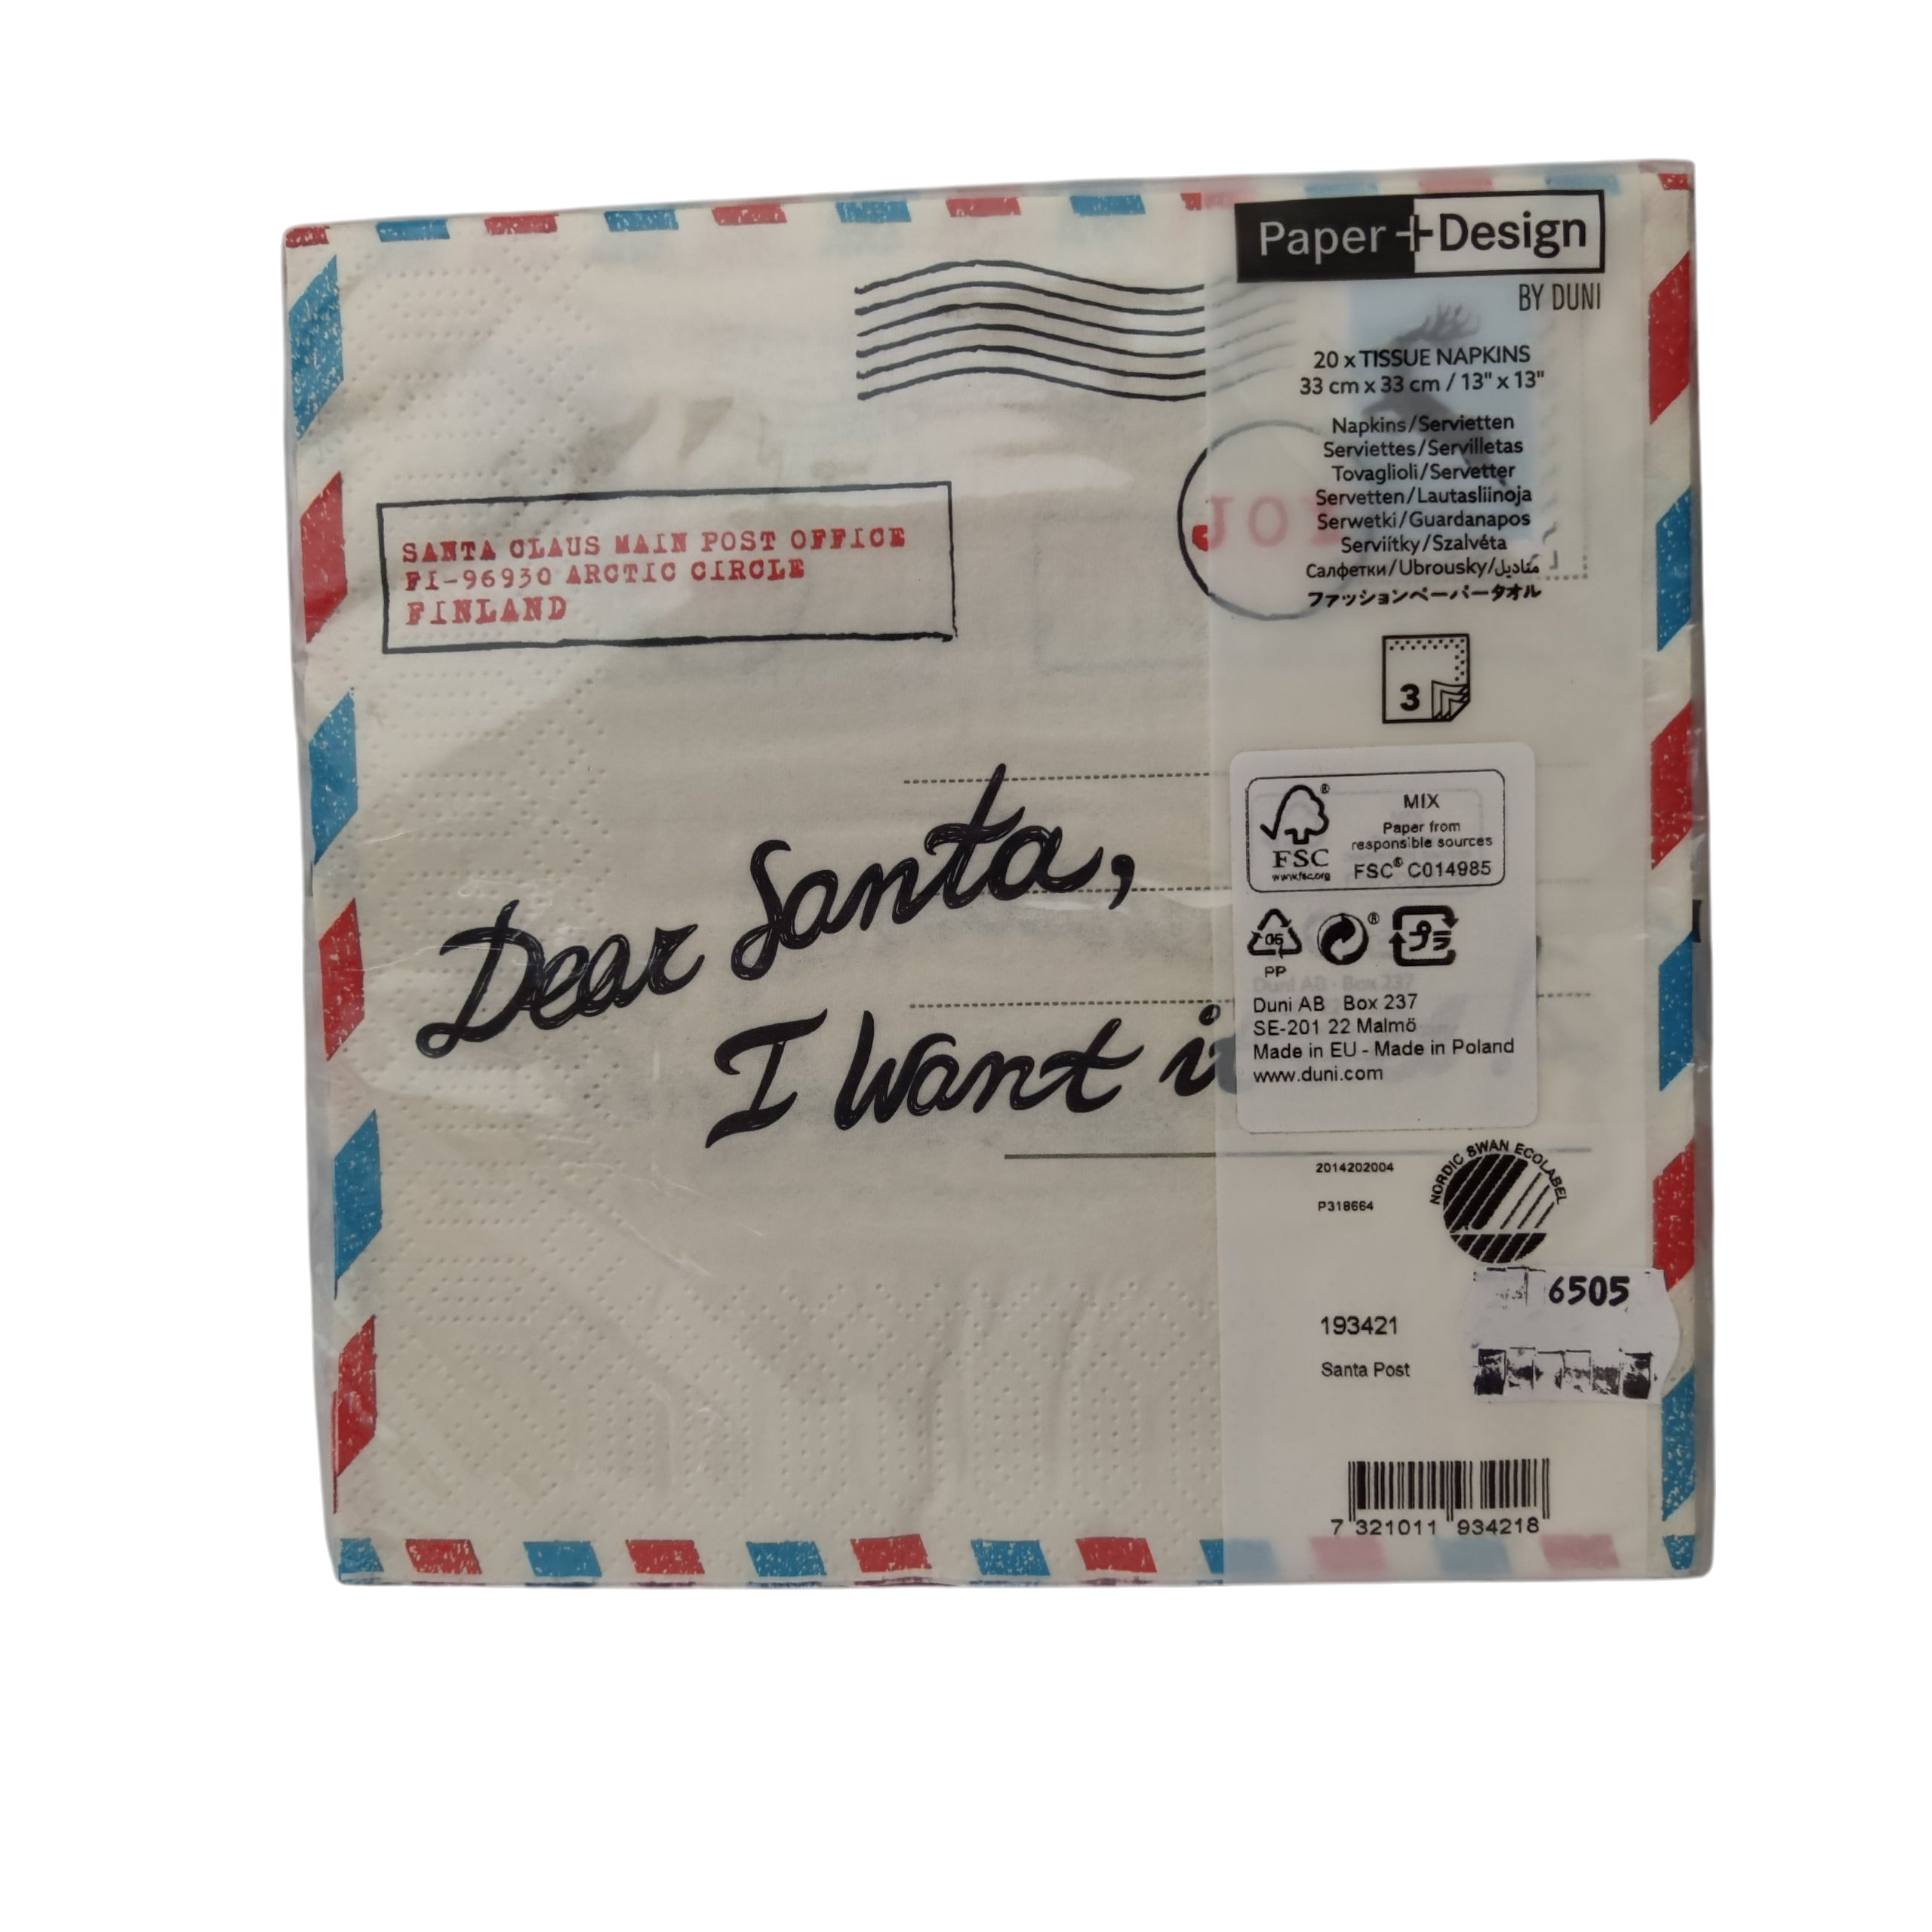 Paper+Design
BY DUNI
20 x TISSUE NAPKINS
33 cm x 33 cm / 13" x 13"
Napkins/Servietten
Serviettes/Servilletas
Tovaglioli/Servetter
Servetten/Lautasliinoja
Serwetki/Guardanapos
Servítky/Szalvéta
Салфетки/Ubrousky/مناديل
ファッションペーパータオル
SANTA CLAUS MAIN POST OFFICE
FI-96930 ARCTIC CIRCLE
FINLAND
3
Dear Santa,
I Want it
FSC®
www.fsc.org
MIX
Paper from
responsible sources
FSC® C014985
05
PP
プラ
Duni AB Box 237
SE-201 22 Malmö
Made in EU - Made in Poland
www.duni.com
2014202004
P318664
NORDIC SWAN ECOLABEL
6505
193421
Santa Post
7 321011 934218